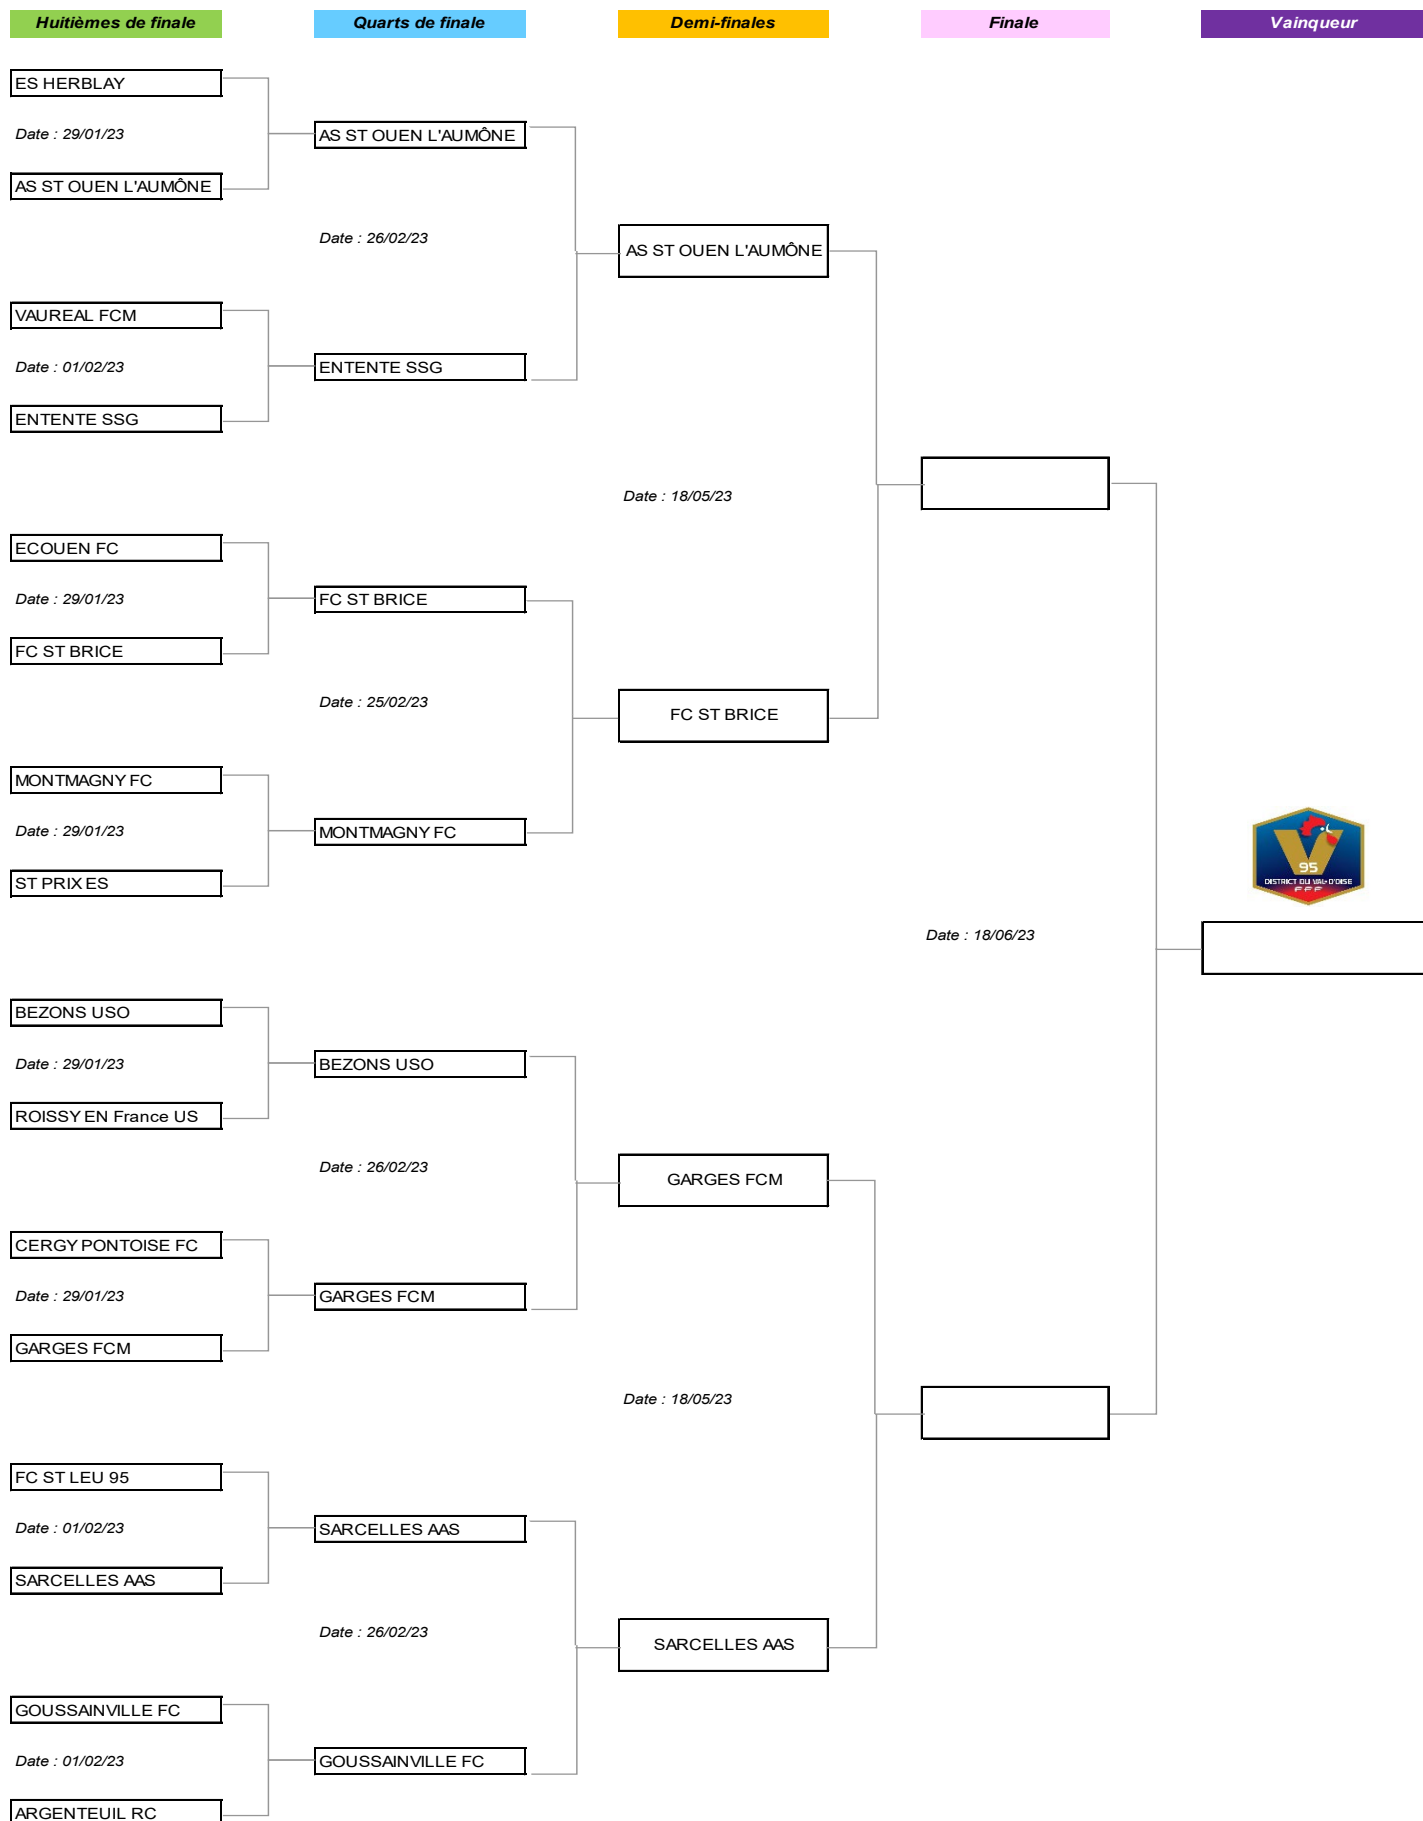 Huitièmes de finale
Quarts de finale
Demi-finales
Finale
Vainqueur
ES HERBLAY
Date : 29/01/23
AS ST OUEN L'AUMÔNE
AS ST OUEN L'AUMÔNE
Date : 26/02/23
AS ST OUEN L'AUMÔNE
VAUREAL FCM
Date : 01/02/23
ENTENTE SSG
ENTENTE SSG
Date : 18/05/23
ECOUEN FC
Date : 29/01/23
FC ST BRICE
FC ST BRICE
Date : 25/02/23
FC ST BRICE
MONTMAGNY FC
Date : 29/01/23
MONTMAGNY FC
ST PRIX ES
95
DISTRICT DU VAL-D'OISE
FFF
Date : 18/06/23
BEZONS USO
Date : 29/01/23
BEZONS USO
ROISSY EN France US
Date : 26/02/23
GARGES FCM
CERGY PONTOISE FC
Date : 29/01/23
GARGES FCM
GARGES FCM
Date : 18/05/23
FC ST LEU 95
Date : 01/02/23
SARCELLES AAS
SARCELLES AAS
Date : 26/02/23
SARCELLES AAS
GOUSSAINVILLE FC
Date : 01/02/23
GOUSSAINVILLE FC
ARGENTEUIL RC